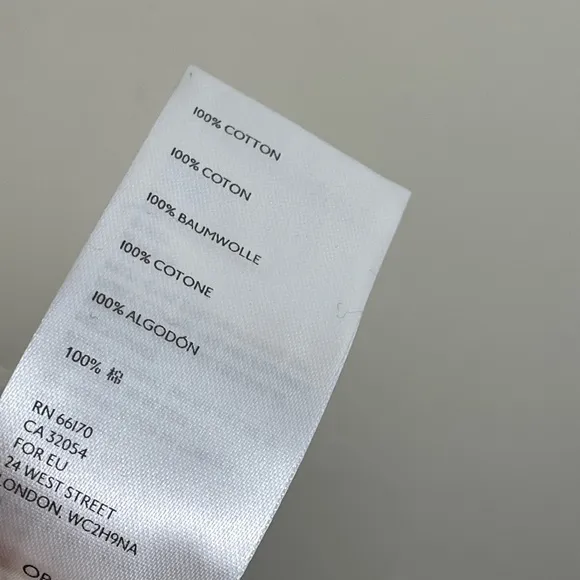 100% COTTON
100% COTON
100% BAUMWOLLE
100% COTONE
100% ALGODÓN
100% 棉
RN 66170
CA 32054
FOR EU
24 WEST STREET
LONDON, WC2H9NA